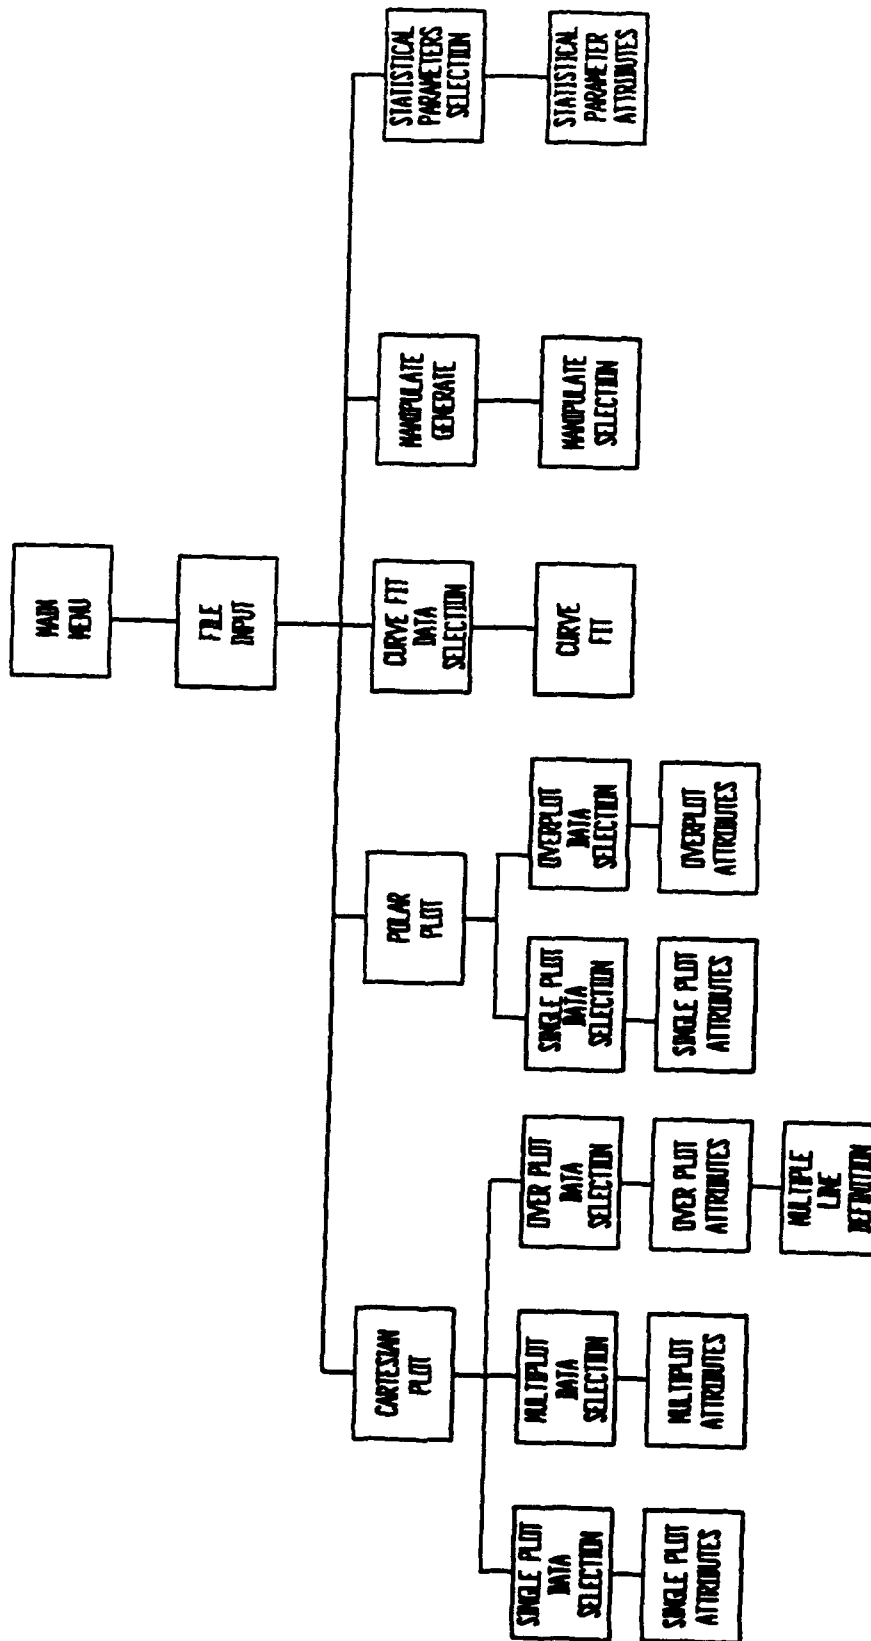 MAIN
MENU
FILE
INPUT
CARTESIAN
PLOT
POLAR
PLOT
CURVE FIT
DATA
SELECTION
MANIPULATE
GENERATE
STATISTICAL
PARAMETERS
SELECTION
SINGLE PLOT
DATA
SELECTION
MULTIPLOT
DATA
SELECTION
OVER PLOT
DATA
SELECTION
SINGLE PLOT
DATA
SELECTION
OVERPLOT
DATA
SELECTION
CURVE
FIT
MANIPULATE
SELECTION
STATISTICAL
PARAMETER
ATTRIBUTES
SINGLE PLOT
ATTRIBUTES
MULTIPLOT
ATTRIBUTES
OVER PLOT
ATTRIBUTES
SINGLE PLOT
ATTRIBUTES
OVERPLOT
ATTRIBUTES
MULTIPLE
LINE
DEFINITION